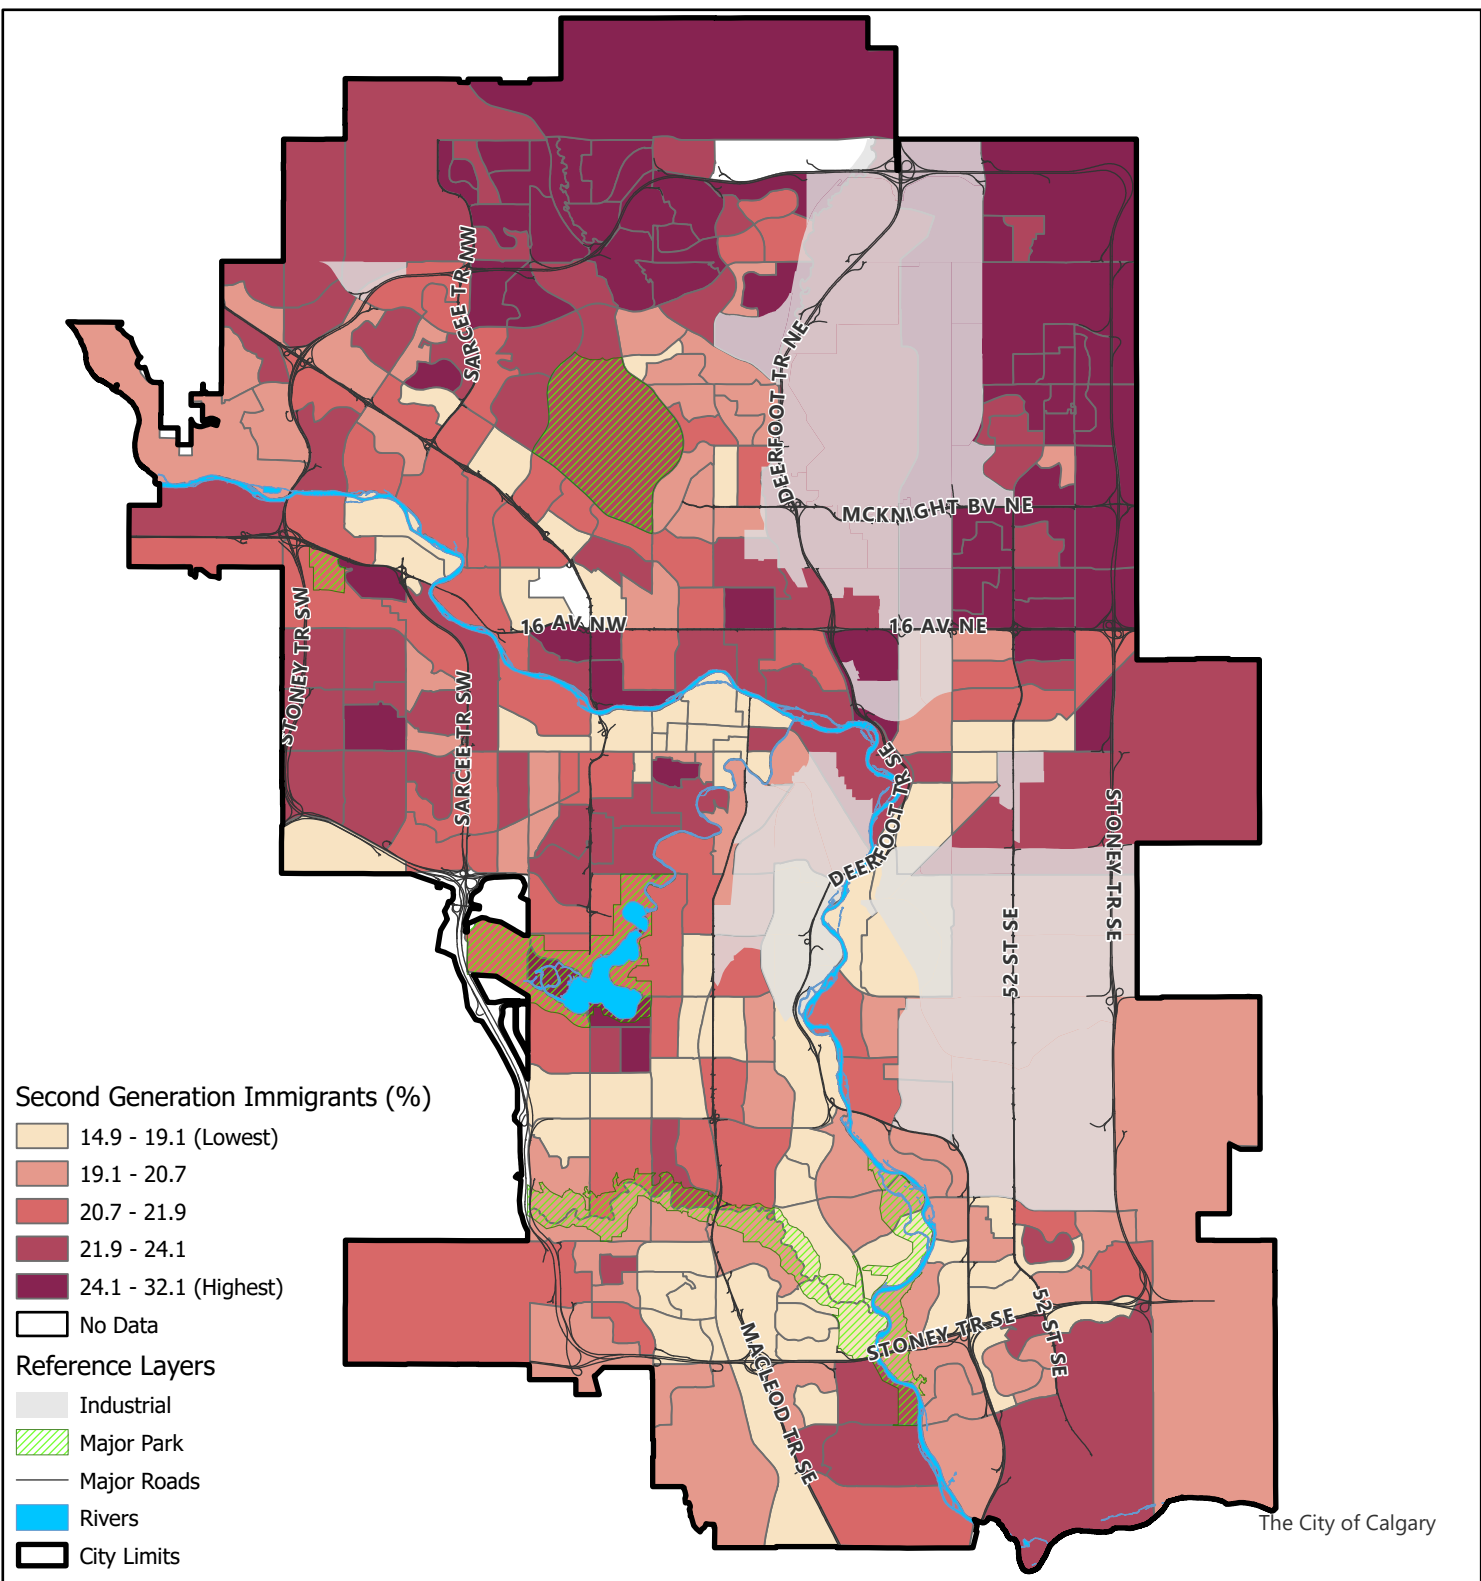 SARCEE TR NW
DEERFOOT TR NE
MCKNIGHT BV NE
16 AV NW
16 AV NE
STONEY TR SW
SARCEE TR SW
DEERFOOT TR SE
STONEY TR SE
52 ST SE
Second Generation Immigrants (%)
14.9 - 19.1 (Lowest)
19.1 - 20.7
20.7 - 21.9
21.9 - 24.1
24.1 - 32.1 (Highest)
No Data
Reference Layers
Industrial
Major Park
Major Roads
Rivers
City Limits
MACLEOD TR SE
STONEY TR SE
52 ST SE
The City of Calgary